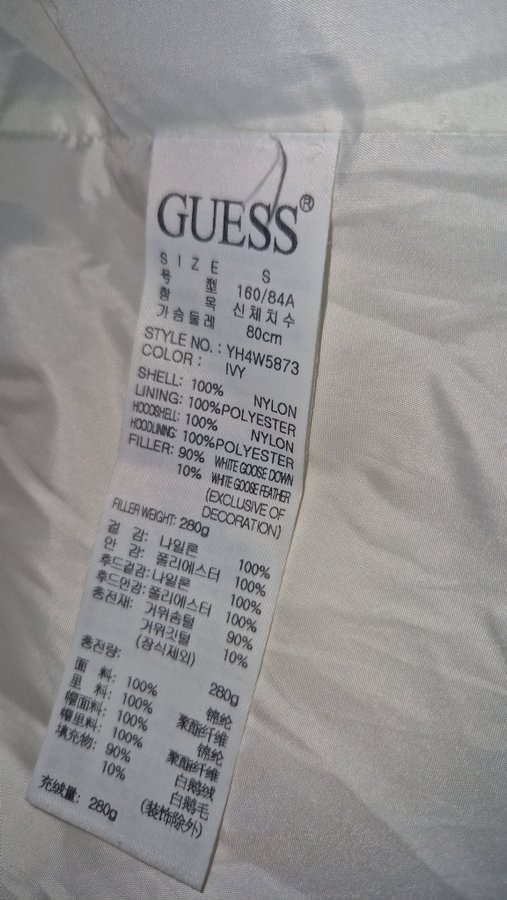 GUESS®
SIZE S
号 型 160/84A
항 목 신체치수
가슴둘레 80cm
STYLE NO.: YH4W5873
COLOR: IVY
SHELL: 100% NYLON
LINING: 100% POLYESTER
HOODSHELL: 100% NYLON
HOODLINING: 100% POLYESTER
FILLER: 90% WHITE GOOSE DOWN
10% WHITE GOOSE FEATHER
(EXCLUSIVE OF
DECORATION)
FILLER WEIGHT: 280g
겉 감: 나일론 100%
안 감: 폴리에스터 100%
후드겉감: 나일론 100%
후드안감: 폴리에스터 100%
충전재: 거위솜털 90%
거위깃털 10%
(장식제외)
충전량: 280g
面 料: 100% 锦纶
里 料: 100% 聚酯纤维
帽面料: 100% 锦纶
帽里料: 100% 聚酯纤维
填充物: 90% 白鹅绒
10% 白鹅毛
(装饰除外)
充绒量: 280g